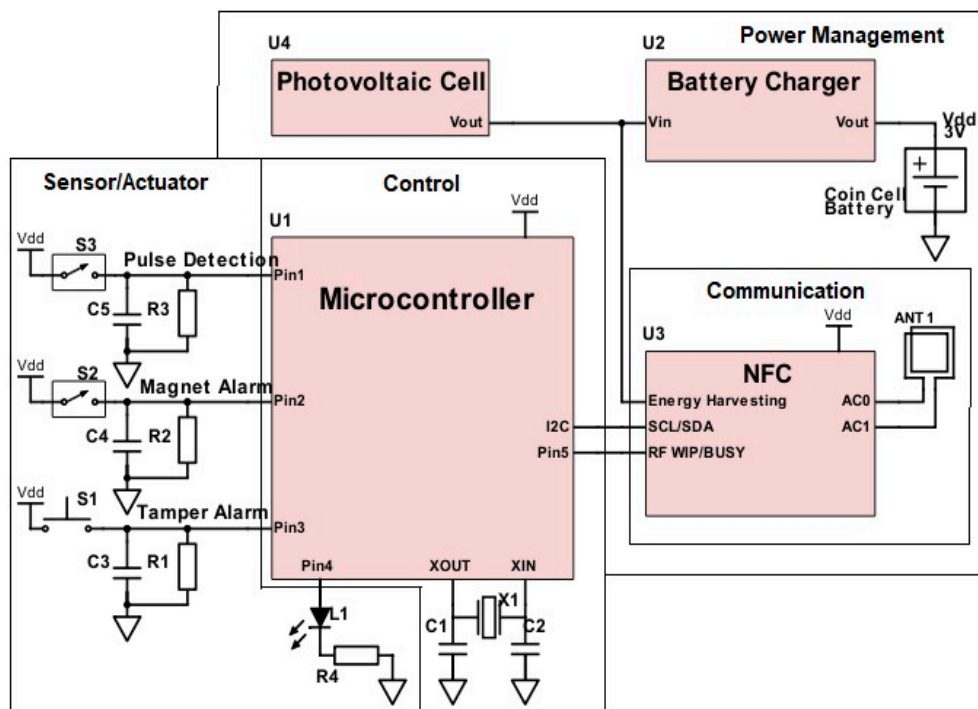 U4
U2
Power Management
Photovoltaic Cell
Vout
Battery Charger
Vin
Vout
Vdd
3V
+
Coin Cell
Battery
Sensor/Actuator
Control
Vdd
U1
Vdd
S3
Pulse Detection
Pin1
C5
R3
Microcontroller
Communication
Vdd
ANT1
U3
NFC
Vdd
S2
Magnet Alarm
Pin2
C4
R2
Energy Harvesting
AC0
I2C
SCL/SDA
AC1
Pin5
RF WIP/BUSY
Vdd
S1
Tamper Alarm
Pin3
C3
R1
Pin4
XOUT
XIN
L1
X1
C1
C2
R4